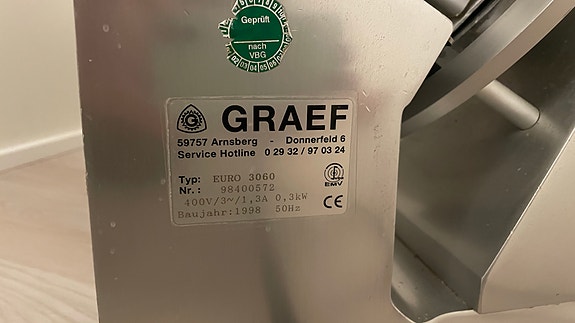 Geprüft
nach
VBG
GRAEF
59757 Arnsberg - Donnerfeld 6
Service Hotline 0 29 32 / 97 03 24
Typ: EURO 3060
Nr.: 98400572
400V/3~/1,3A 0,3kW
Baujahr:1998 50Hz
EMV
CE